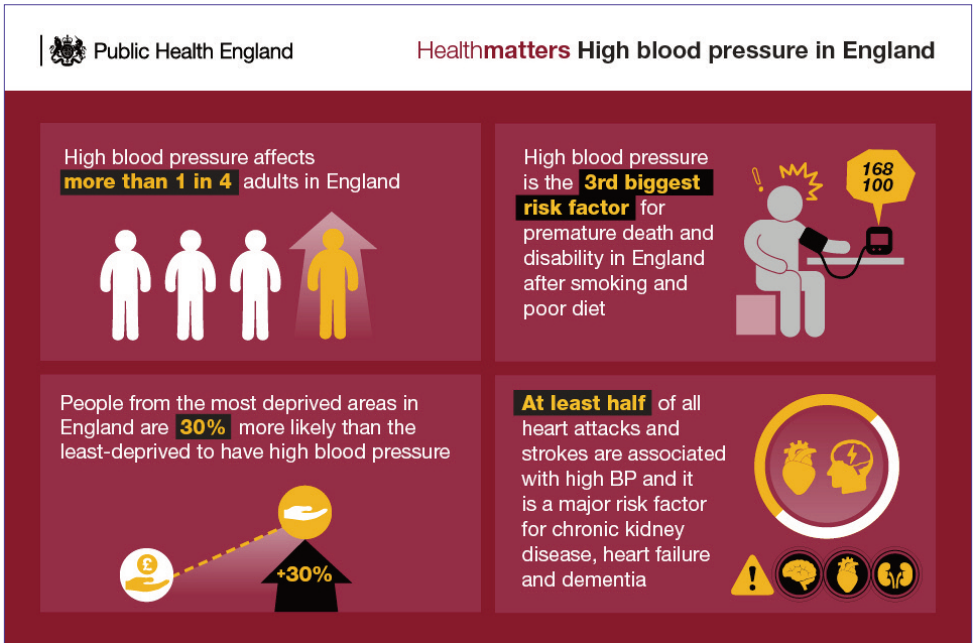 Public Health England
Healthmatters High blood pressure in England
High blood pressure affects
more than 1 in 4 adults in England
High blood pressure
is the 3rd biggest
risk factor for
premature death and
disability in England
after smoking and
poor diet
!
168
100
People from the most deprived areas in
England are 30% more likely than the
least-deprived to have high blood pressure
£
+30%
At least half of all
heart attacks and
strokes are associated
with high BP and it
is a major risk factor
for chronic kidney
disease, heart failure
and dementia
!